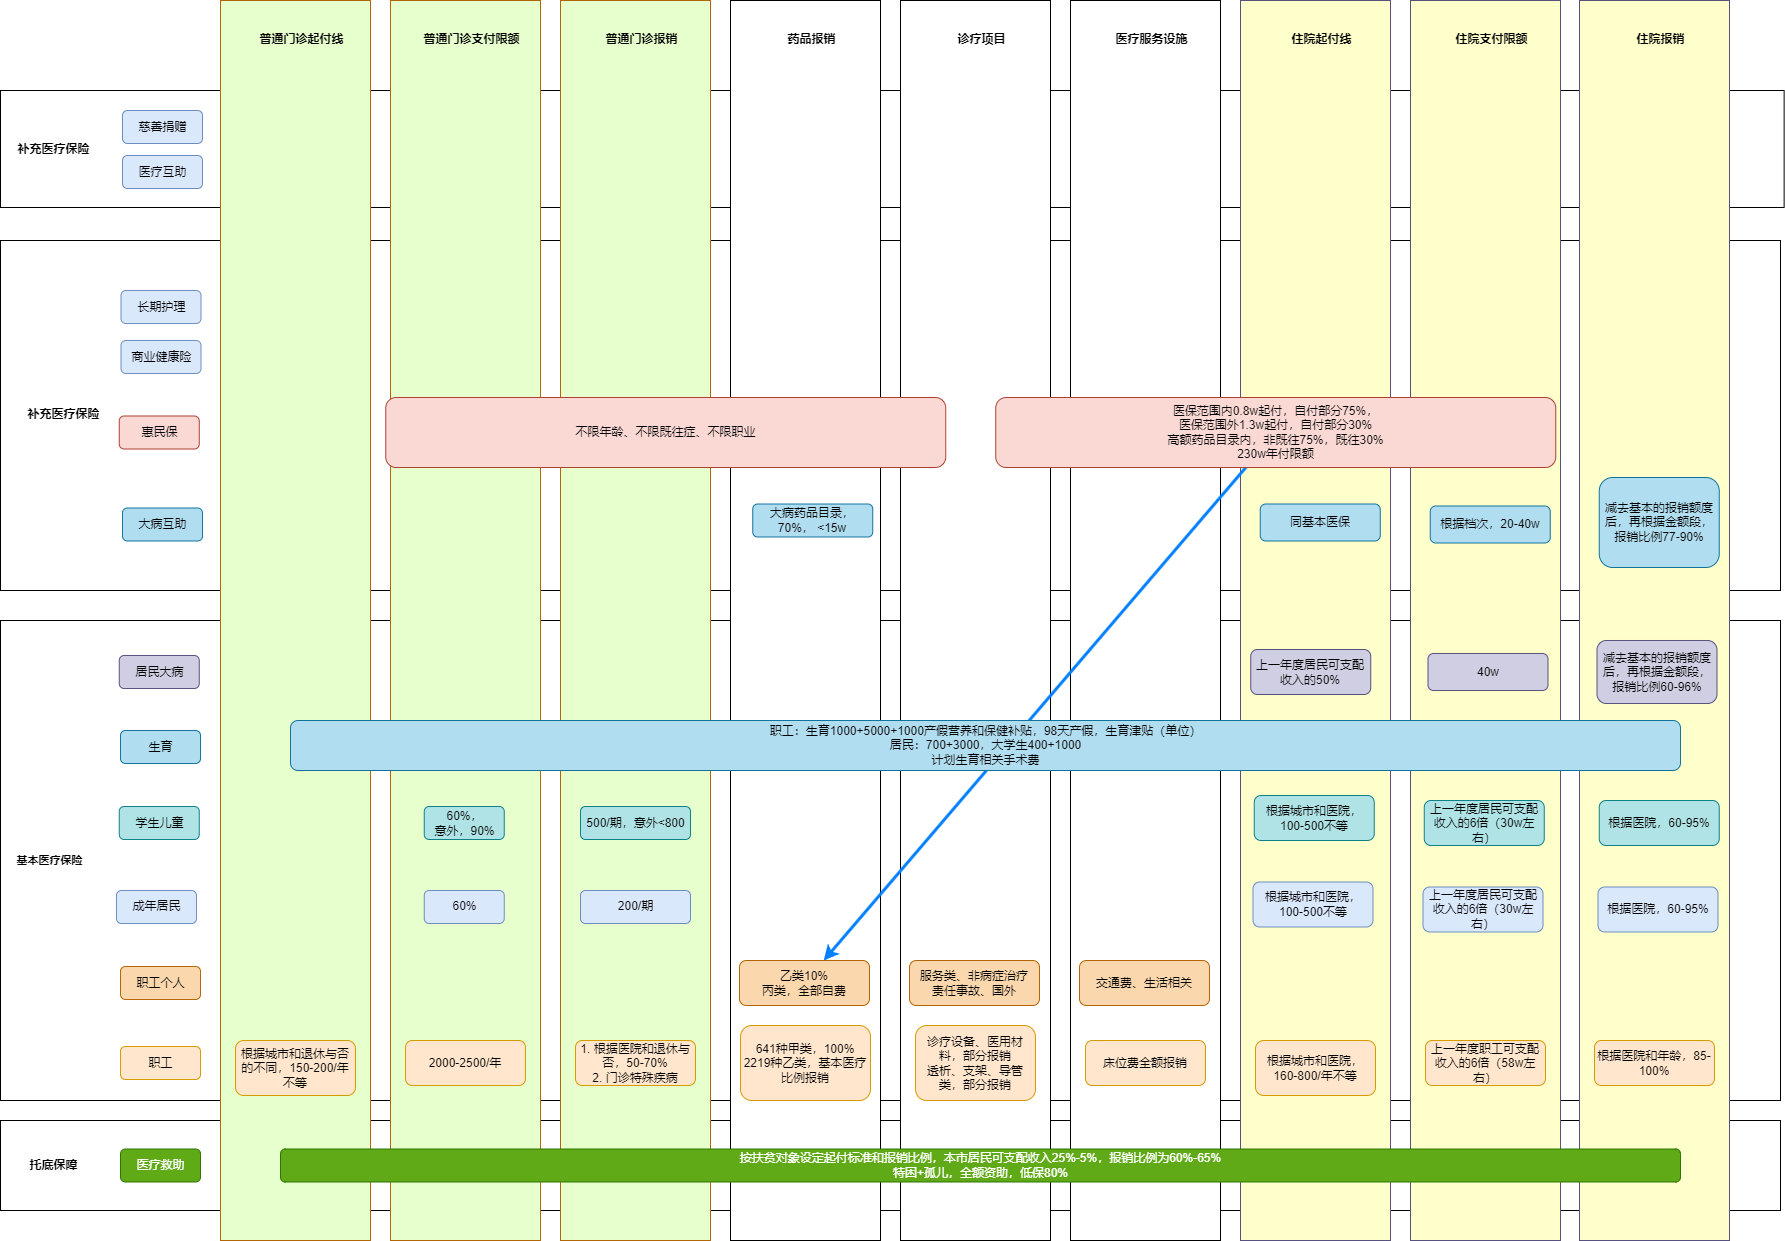 普通门诊起付线
普通门诊支付限额
普通门诊报销
药品报销
诊疗项目
医疗服务设施
住院起付线
住院支付限额
住院报销
补充医疗保险
慈善捐赠
医疗互助
补充医疗保险
长期护理
商业健康险
惠民保
不限年龄、不限既往症、不限职业
医保范围内0.8w起付，自付部分75%，
医保范围外1.3w起付，自付部分30%
高额药品目录内，非既往75%，既往30%
230w年付限额
大病互助
大病药品目录，
70%， <15w
同基本医保
根据档次，20-40w
减去基本的报销额度
后，再根据金额段，
报销比例77-90%
基本医疗保险
居民大病
上一年度居民可支配
收入的50%
40w
减去基本的报销额度
后，再根据金额段，
报销比例60-96%
生育
职工：生育1000+5000+1000产假营养和保健补贴，98天产假，生育津贴（单位）
居民：700+3000，大学生400+1000
计划生育相关手术费
学生儿童
60%，
意外，90%
500/期，意外<800
根据城市和医院，
100-500不等
上一年度居民可支配
收入的6倍（30w左
右）
根据医院，60-95%
成年居民
60%
200/期
根据城市和医院，
100-500不等
上一年度居民可支配
收入的6倍（30w左
右）
根据医院，60-95%
职工个人
乙类10%
丙类，全部自费
服务类、非病症治疗
责任事故、国外
交通费、生活相关
职工
根据城市和退休与否
的不同，150-200/年
不等
2000-2500/年
1. 根据医院和退休与
否，50-70%
2. 门诊特殊疾病
641种甲类，100%
2219种乙类，基本医疗
比例报销
诊疗设备、医用材
料，部分报销
透析、支架、导管
类，部分报销
床位费全额报销
根据城市和医院，
160-800/年不等
上一年度职工可支配
收入的6倍（58w左
右）
根据医院和年龄，85-
100%
托底保障
医疗救助
按扶贫对象设定起付标准和报销比例，本市居民可支配收入25%-5%，报销比例为60%-65%
特困+孤儿，全额资助，低保80%